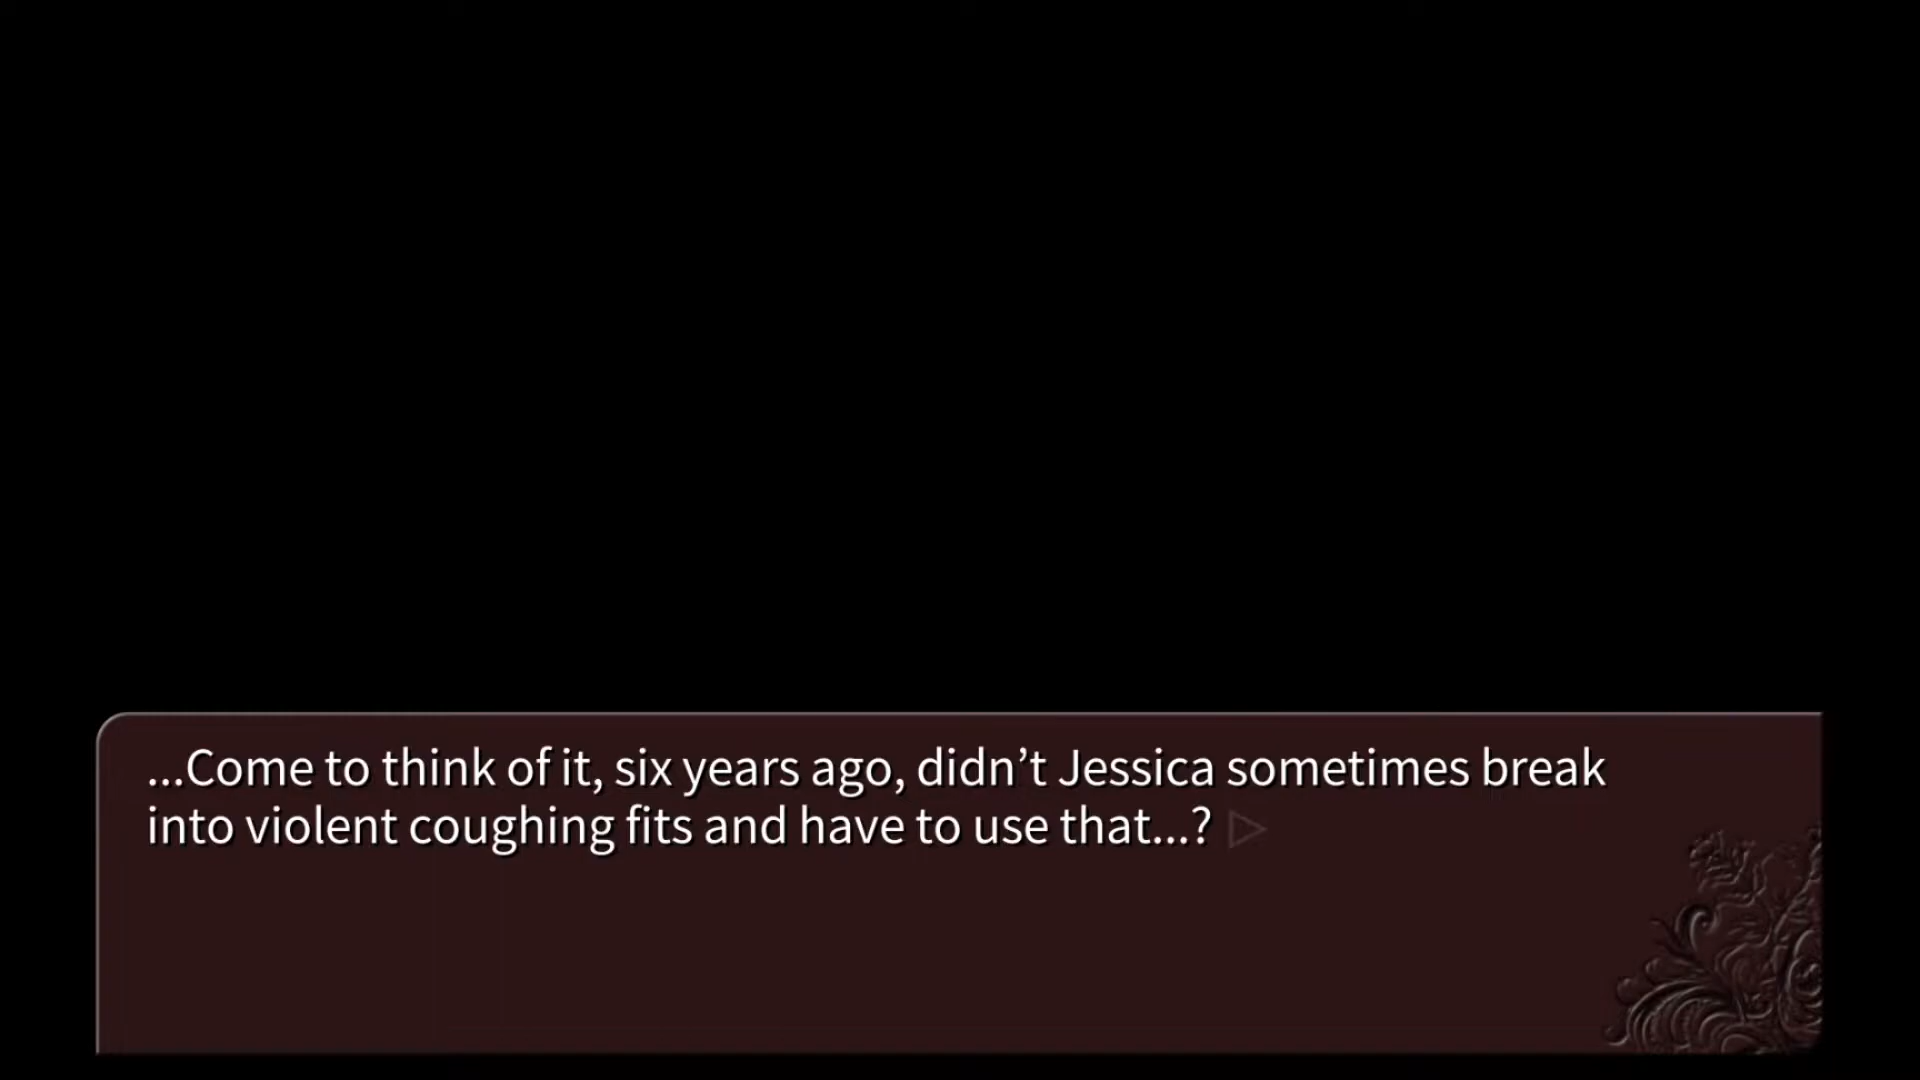 ...Come to think of it, six years ago, didn’t Jessica sometimes break
into violent coughing fits and have to use that...?